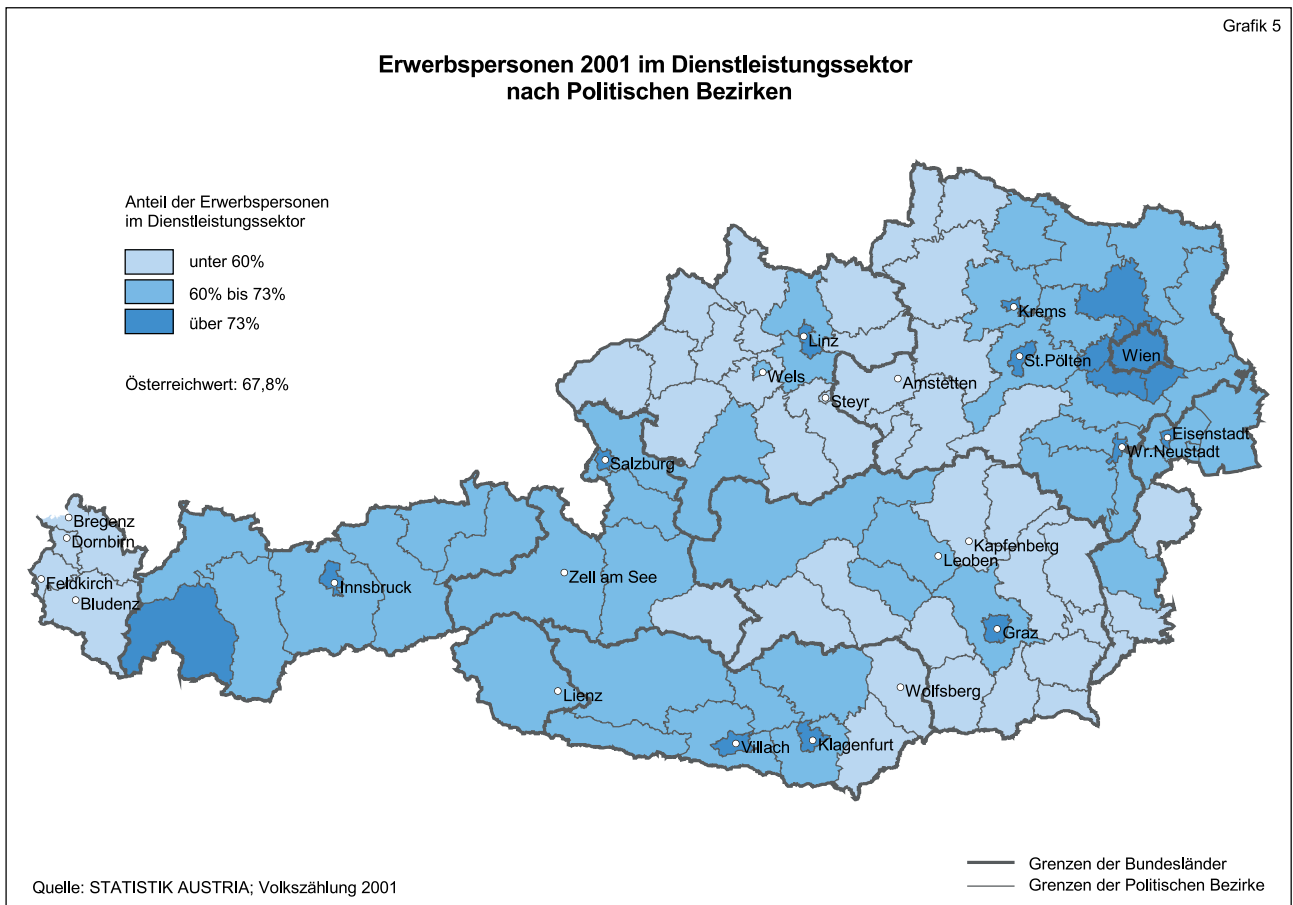 Grafik 5
Erwerbspersonen 2001 im Dienstleistungssektor
nach Politischen Bezirken
Anteil der Erwerbspersonen
im Dienstleistungssektor
unter 60%
60% bis 73%
über 73%
Österreichwert: 67,8%
Krems
Linz
St.Pölten
Wien
Wels
Amstetten
Steyr
Eisenstadt
Wr.Neustadt
Salzburg
Bregenz
Dornbirn
Kapfenberg
Leoben
Feldkirch
Innsbruck
Zell am See
Bludenz
Graz
Lienz
Wolfsberg
Villach
Klagenfurt
Grenzen der Bundesländer
Grenzen der Politischen Bezirke
Quelle: STATISTIK AUSTRIA; Volkszählung 2001